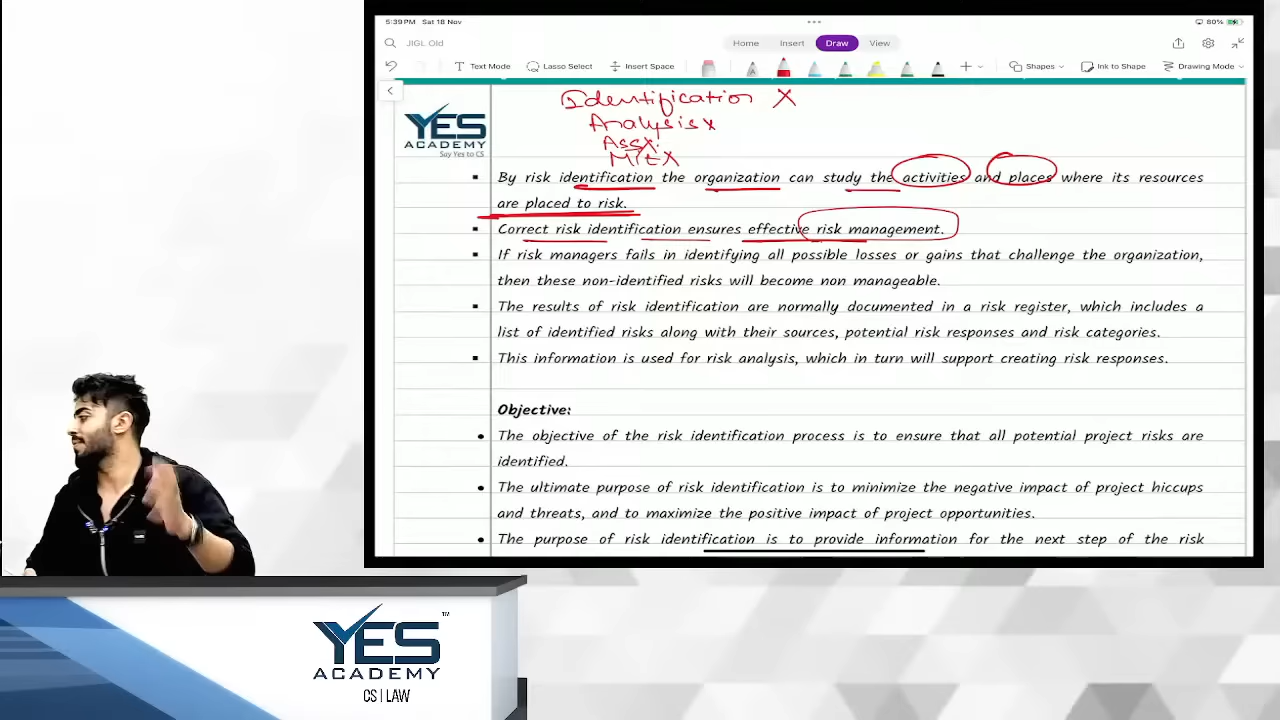 5:39 PM Sat 18 Nov
80%
JIGL Old
Home Insert Draw View
Text Mode Lasso Select Insert Space Shapes Ink to Shape Drawing Mode
Identification X
Analysis x
Ass x.
Mit X
YES
ACADEMY
Say Yes to CS
▪ By risk identification the organization can study the activities and places where its resources
are placed to risk.
▪ Correct risk identification ensures effective risk management.
▪ If risk managers fails in identifying all possible losses or gains that challenge the organization,
then these non-identified risks will become non manageable.
▪ The results of risk identification are normally documented in a risk register, which includes a
list of identified risks along with their sources, potential risk responses and risk categories.
▪ This information is used for risk analysis, which in turn will support creating risk responses.
Objective:
• The objective of the risk identification process is to ensure that all potential project risks are
identified.
• The ultimate purpose of risk identification is to minimize the negative impact of project hiccups
and threats, and to maximize the positive impact of project opportunities.
• The purpose of risk identification is to provide information for the next step of the risk
YES ™
ACADEMY
CS | LAW